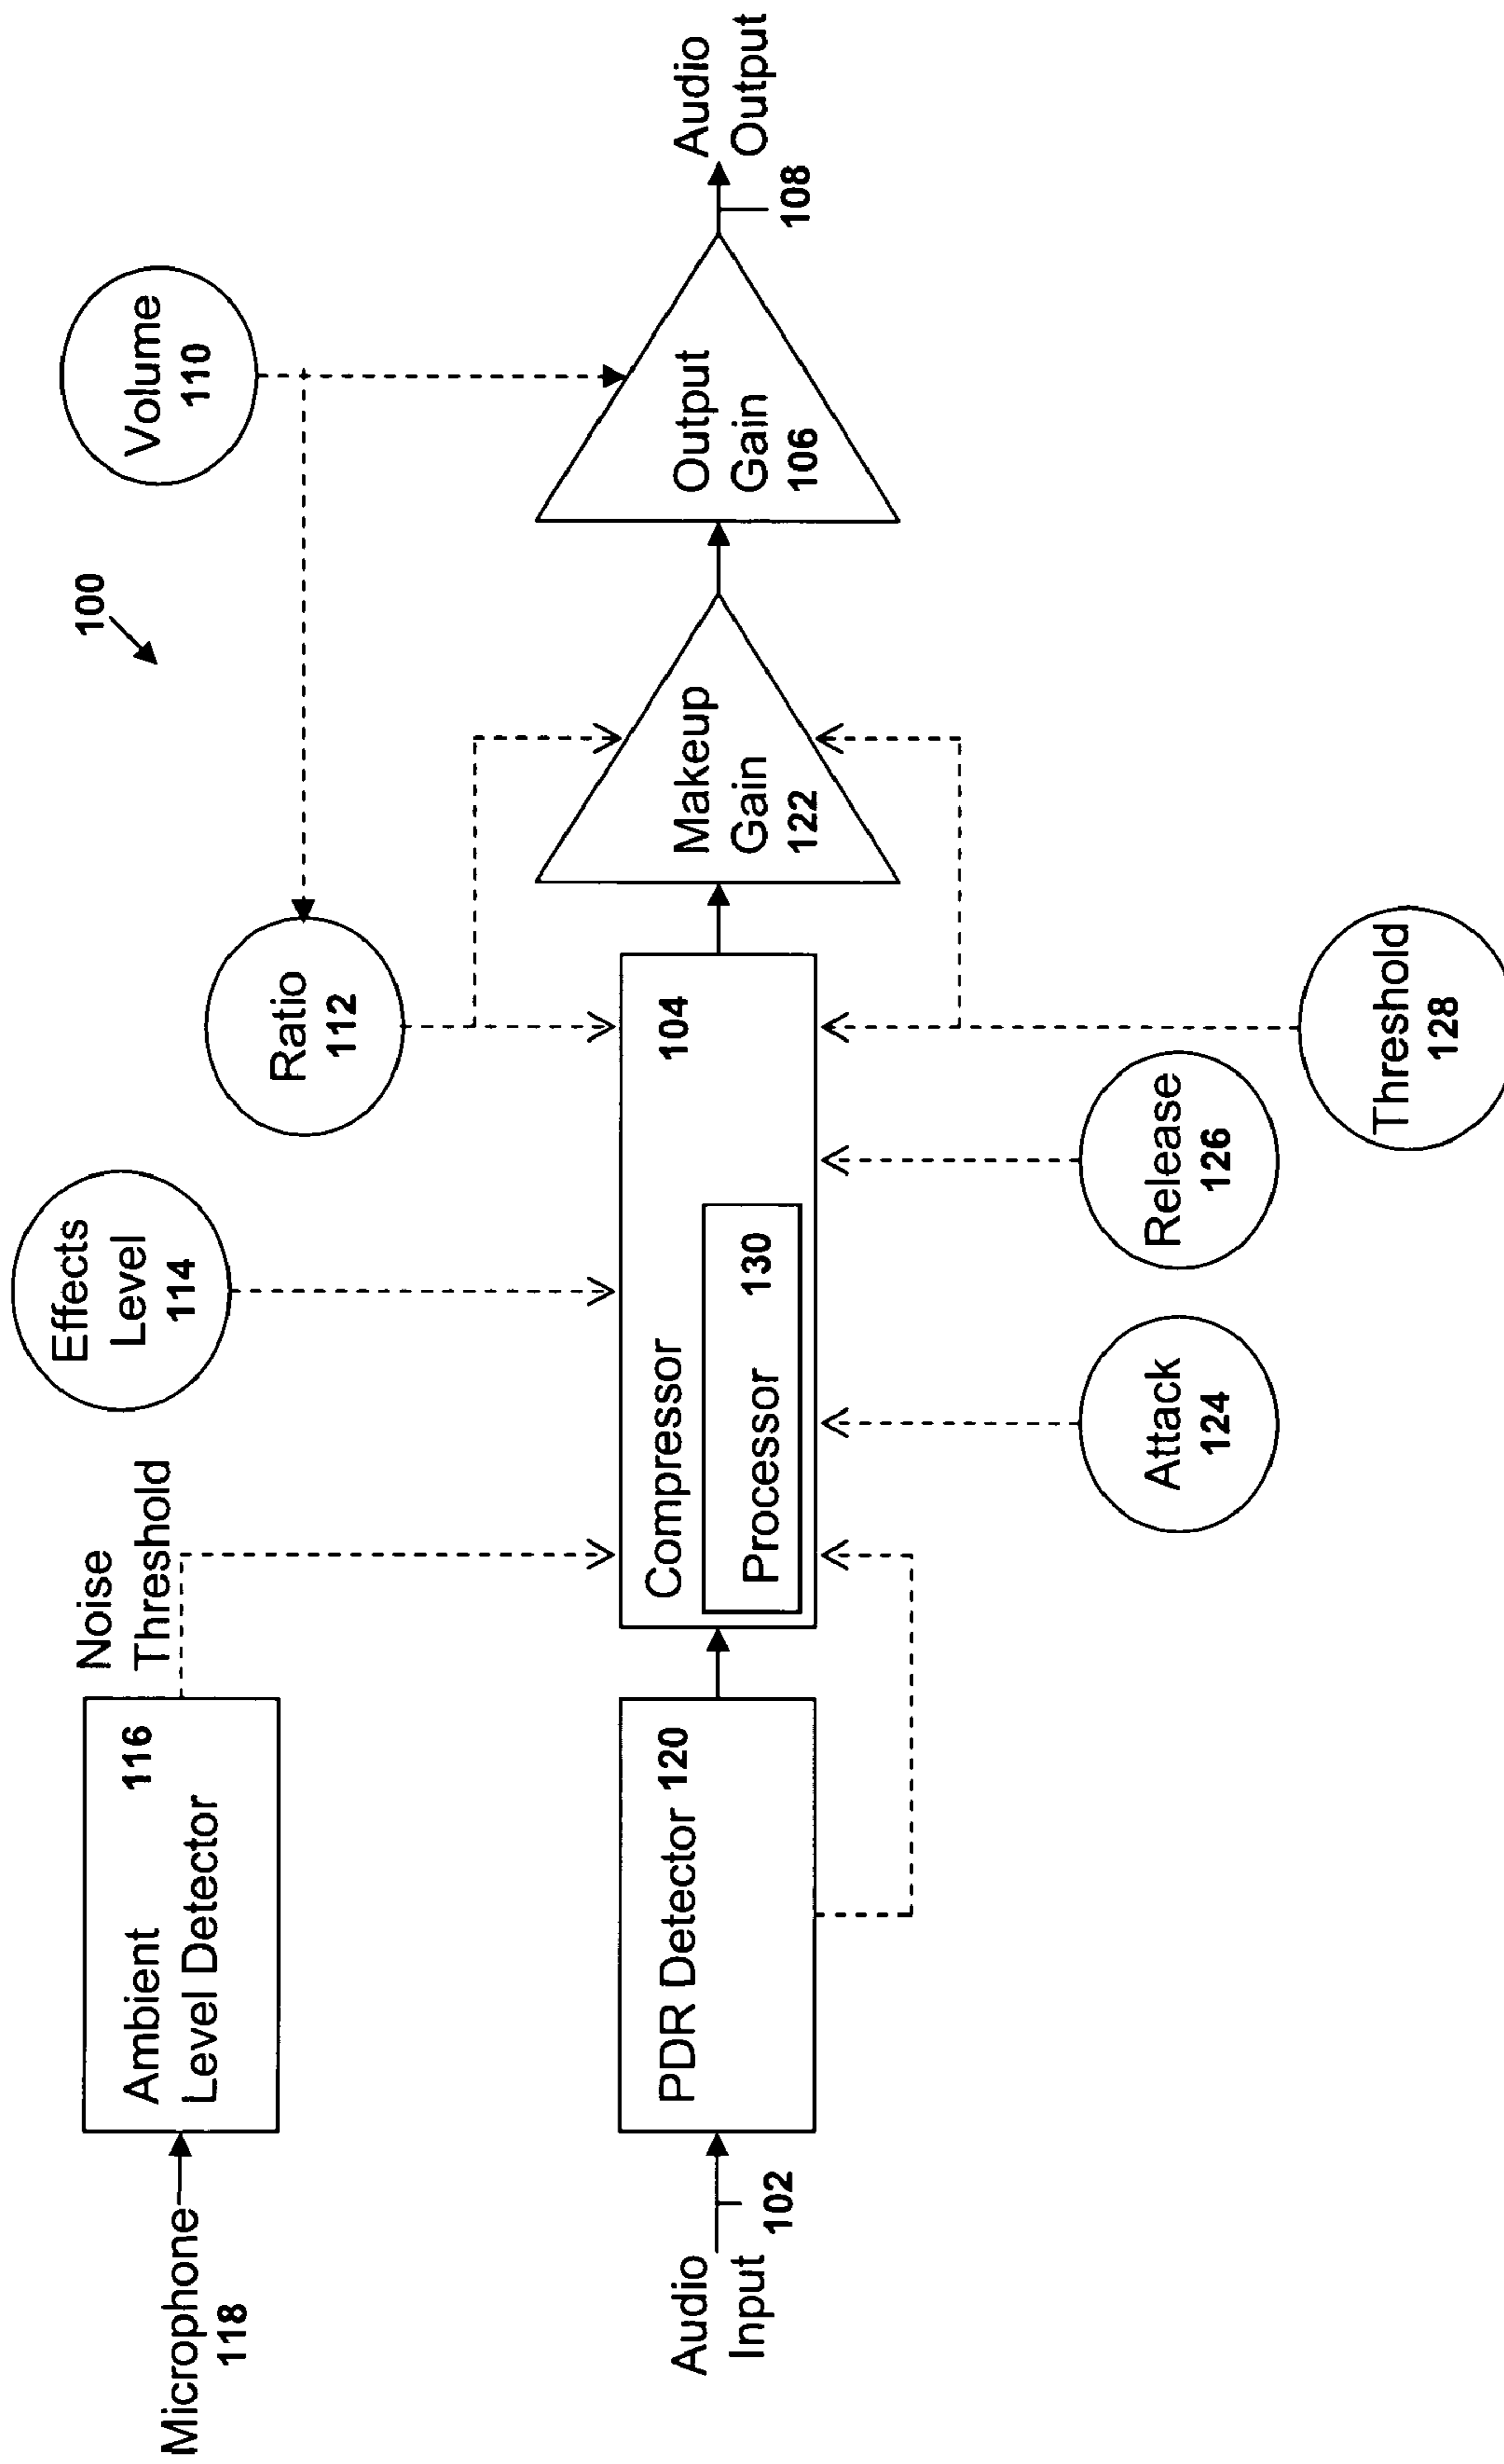 100
Microphone
118
Ambient
116
Level Detector
Noise
Threshold
Effects
Level
114
Ratio
112
Volume
110
Audio
Input
102
PDR Detector 120
Compressor
104
Processor
130
Makeup
Gain
122
Output
Gain
106
108
Audio
Output
Attack
124
Release
126
Threshold
128